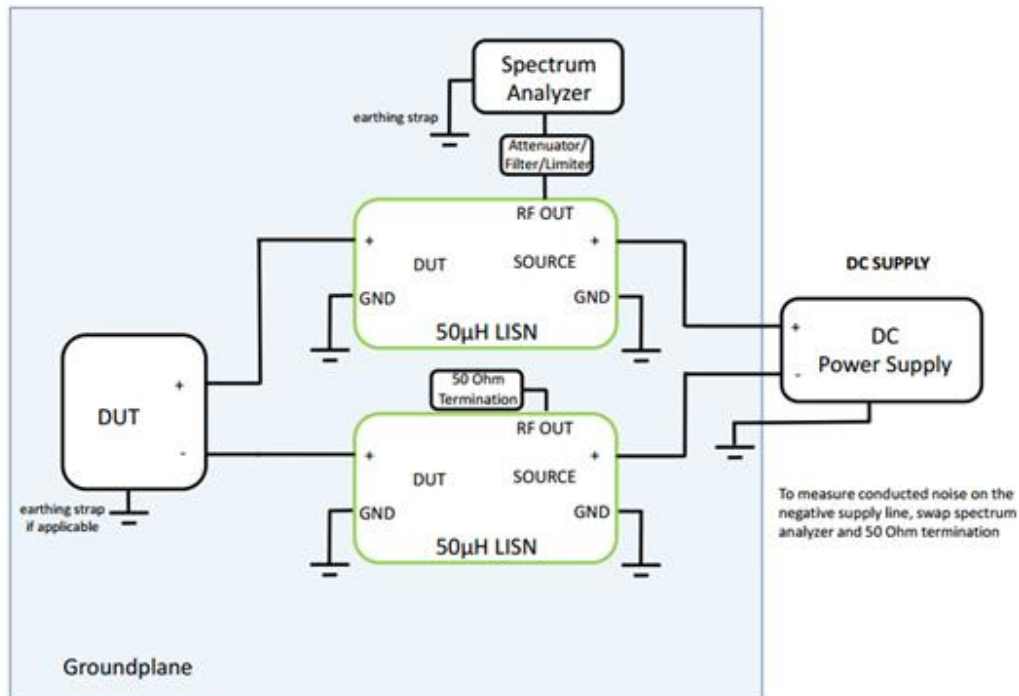 Spectrum
Analyzer
earthing strap
Attenuator/
Filter/Limiter
RF OUT
+
+
DUT
SOURCE
GND
GND
50µH LISN
DC SUPPLY
+
-
DC
Power Supply
50 Ohm
Termination
RF OUT
+
-
DUT
+
+
DUT
SOURCE
GND
GND
50µH LISN
earthing strap
if applicable
To measure conducted noise on the
negative supply line, swap spectrum
analyzer and 50 Ohm termination
Groundplane